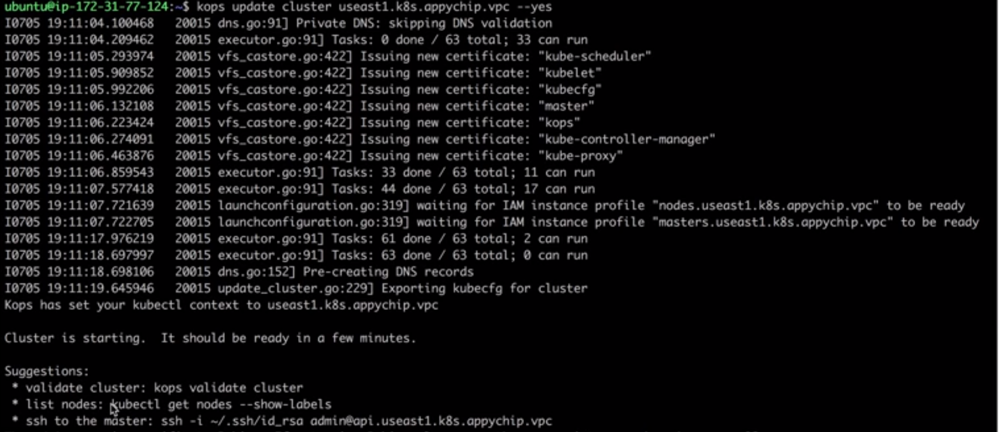 ubuntu@ip-172-31-77-124:~$ kops update cluster useast1.k8s.appychip.vpc --yes
I0705 19:11:04.100468   20015 dns.go:91] Private DNS: skipping DNS validation
I0705 19:11:04.209462   20015 executor.go:91] Tasks: 0 done / 63 total; 33 can run
I0705 19:11:05.293974   20015 vfs_castore.go:422] Issuing new certificate: "kube-scheduler"
I0705 19:11:05.909852   20015 vfs_castore.go:422] Issuing new certificate: "kubelet"
I0705 19:11:05.992206   20015 vfs_castore.go:422] Issuing new certificate: "kubecfg"
I0705 19:11:06.132108   20015 vfs_castore.go:422] Issuing new certificate: "master"
I0705 19:11:06.223424   20015 vfs_castore.go:422] Issuing new certificate: "kops"
I0705 19:11:06.274091   20015 vfs_castore.go:422] Issuing new certificate: "kube-controller-manager"
I0705 19:11:06.463876   20015 vfs_castore.go:422] Issuing new certificate: "kube-proxy"
I0705 19:11:06.859543   20015 executor.go:91] Tasks: 33 done / 63 total; 11 can run
I0705 19:11:07.577418   20015 executor.go:91] Tasks: 44 done / 63 total; 17 can run
I0705 19:11:07.721639   20015 launchconfiguration.go:319] waiting for IAM instance profile "nodes.useast1.k8s.appychip.vpc" to be ready
I0705 19:11:07.722705   20015 launchconfiguration.go:319] waiting for IAM instance profile "masters.useast1.k8s.appychip.vpc" to be ready
I0705 19:11:17.976219   20015 executor.go:91] Tasks: 61 done / 63 total; 2 can run
I0705 19:11:18.697997   20015 executor.go:91] Tasks: 63 done / 63 total; 0 can run
I0705 19:11:18.698106   20015 dns.go:152] Pre-creating DNS records
I0705 19:11:19.645946   20015 update_cluster.go:229] Exporting kubecfg for cluster
Kops has set your kubectl context to useast1.k8s.appychip.vpc
Cluster is starting.  It should be ready in a few minutes.
Suggestions:
 * validate cluster: kops validate cluster
 * list nodes: kubectl get nodes --show-labels
 * ssh to the master: ssh -i ~/.ssh/id_rsa admin@api.useast1.k8s.appychip.vpc